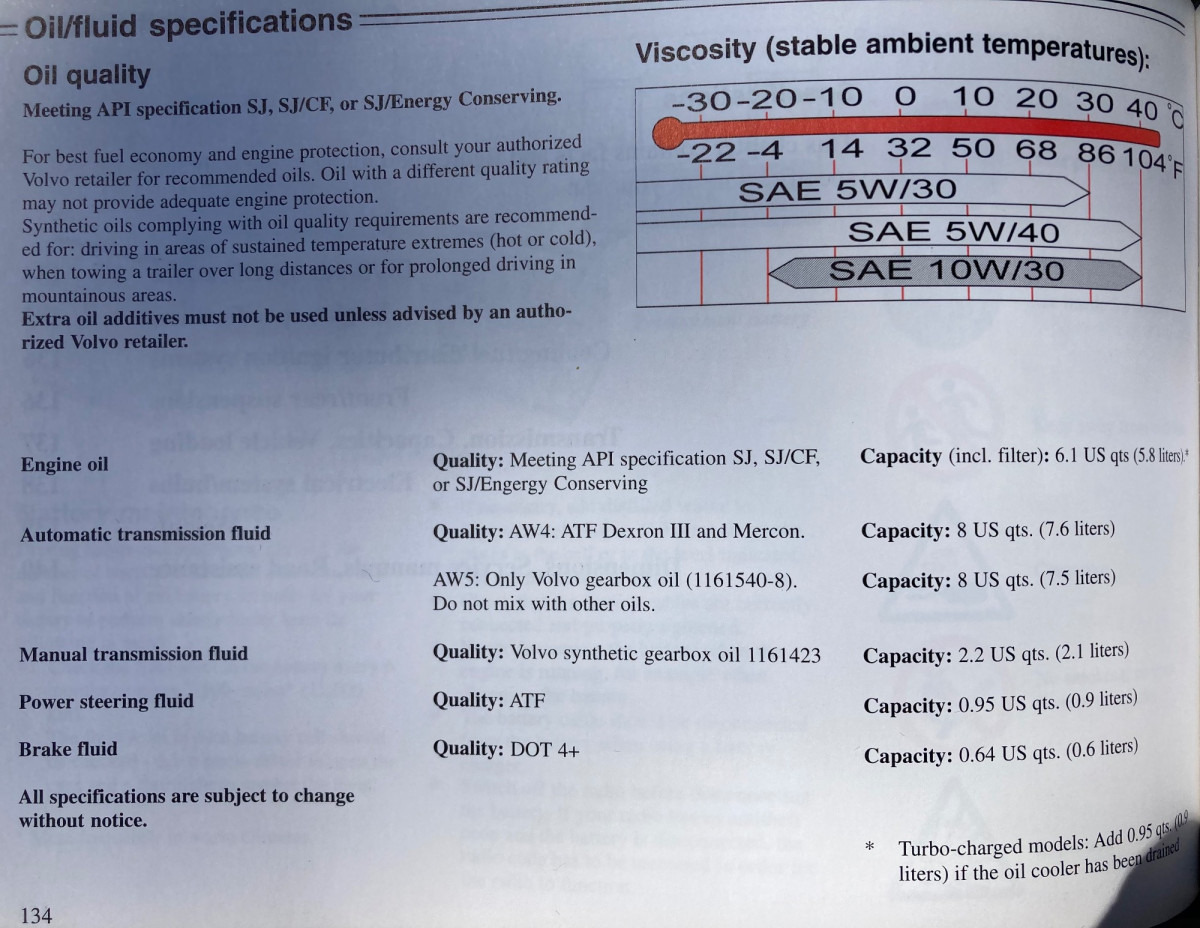 Oil/fluid specifications
Oil quality
Meeting API specification SJ, SJ/CF, or SJ/Energy Conserving.
For best fuel economy and engine protection, consult your authorized
Volvo retailer for recommended oils. Oil with a different quality rating
may not provide adequate engine protection.
Synthetic oils complying with oil quality requirements are recommend-
ed for: driving in areas of sustained temperature extremes (hot or cold),
when towing a trailer over long distances or for prolonged driving in
mountainous areas.
Extra oil additives must not be used unless advised by an autho-
rized Volvo retailer.
Viscosity (stable ambient temperatures):
-30 -20 -10 0 10 20 30 40 °C
-22 -4 14 32 50 68 86 104°F
SAE 5W/30
SAE 5W/40
SAE 10W/30
Engine oil
Quality: Meeting API specification SJ, SJ/CF,
or SJ/Engergy Conserving
Capacity (incl. filter): 6.1 US qts (5.8 liters).*
Automatic transmission fluid
Quality: AW4: ATF Dexron III and Mercon.
Capacity: 8 US qts. (7.6 liters)
AW5: Only Volvo gearbox oil (1161540-8).
Do not mix with other oils.
Capacity: 8 US qts. (7.5 liters)
Manual transmission fluid
Quality: Volvo synthetic gearbox oil 1161423
Capacity: 2.2 US qts. (2.1 liters)
Power steering fluid
Quality: ATF
Capacity: 0.95 US qts. (0.9 liters)
Brake fluid
Quality: DOT 4+
Capacity: 0.64 US qts. (0.6 liters)
All specifications are subject to change
without notice.
* Turbo-charged models: Add 0.95 qts. (0.9
liters) if the oil cooler has been drained
134